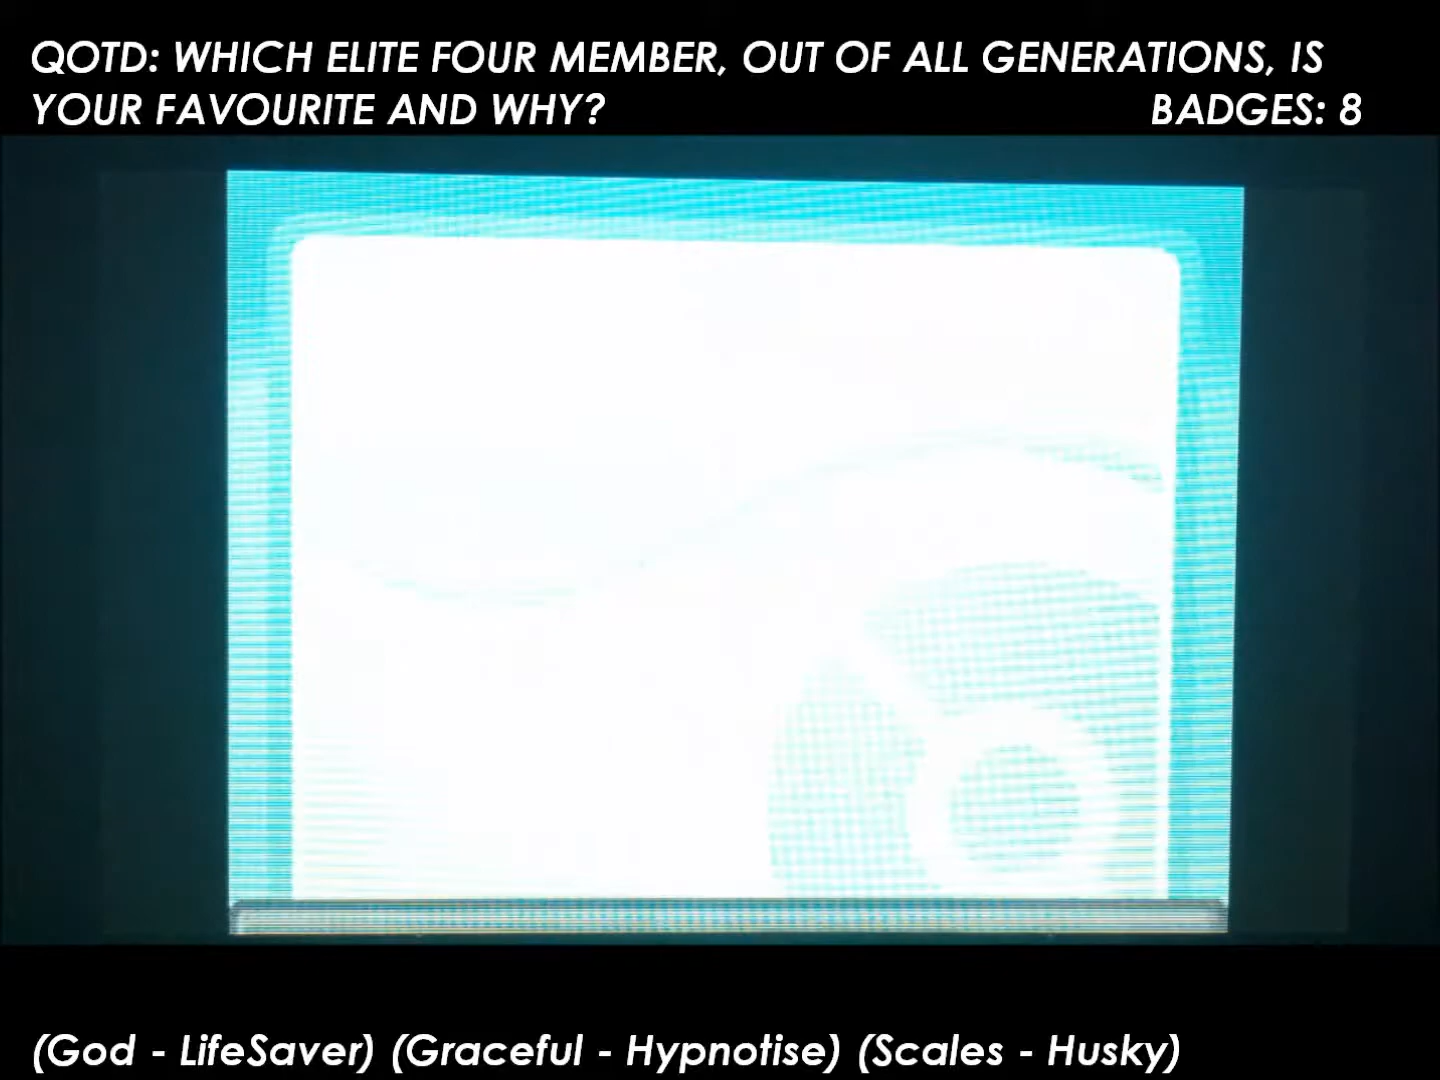 QOTD: WHICH ELITE FOUR MEMBER, OUT OF ALL GENERATIONS, IS
YOUR FAVOURITE AND WHY? BADGES: 8
(God - LifeSaver) (Graceful - Hypnotise) (Scales - Husky)